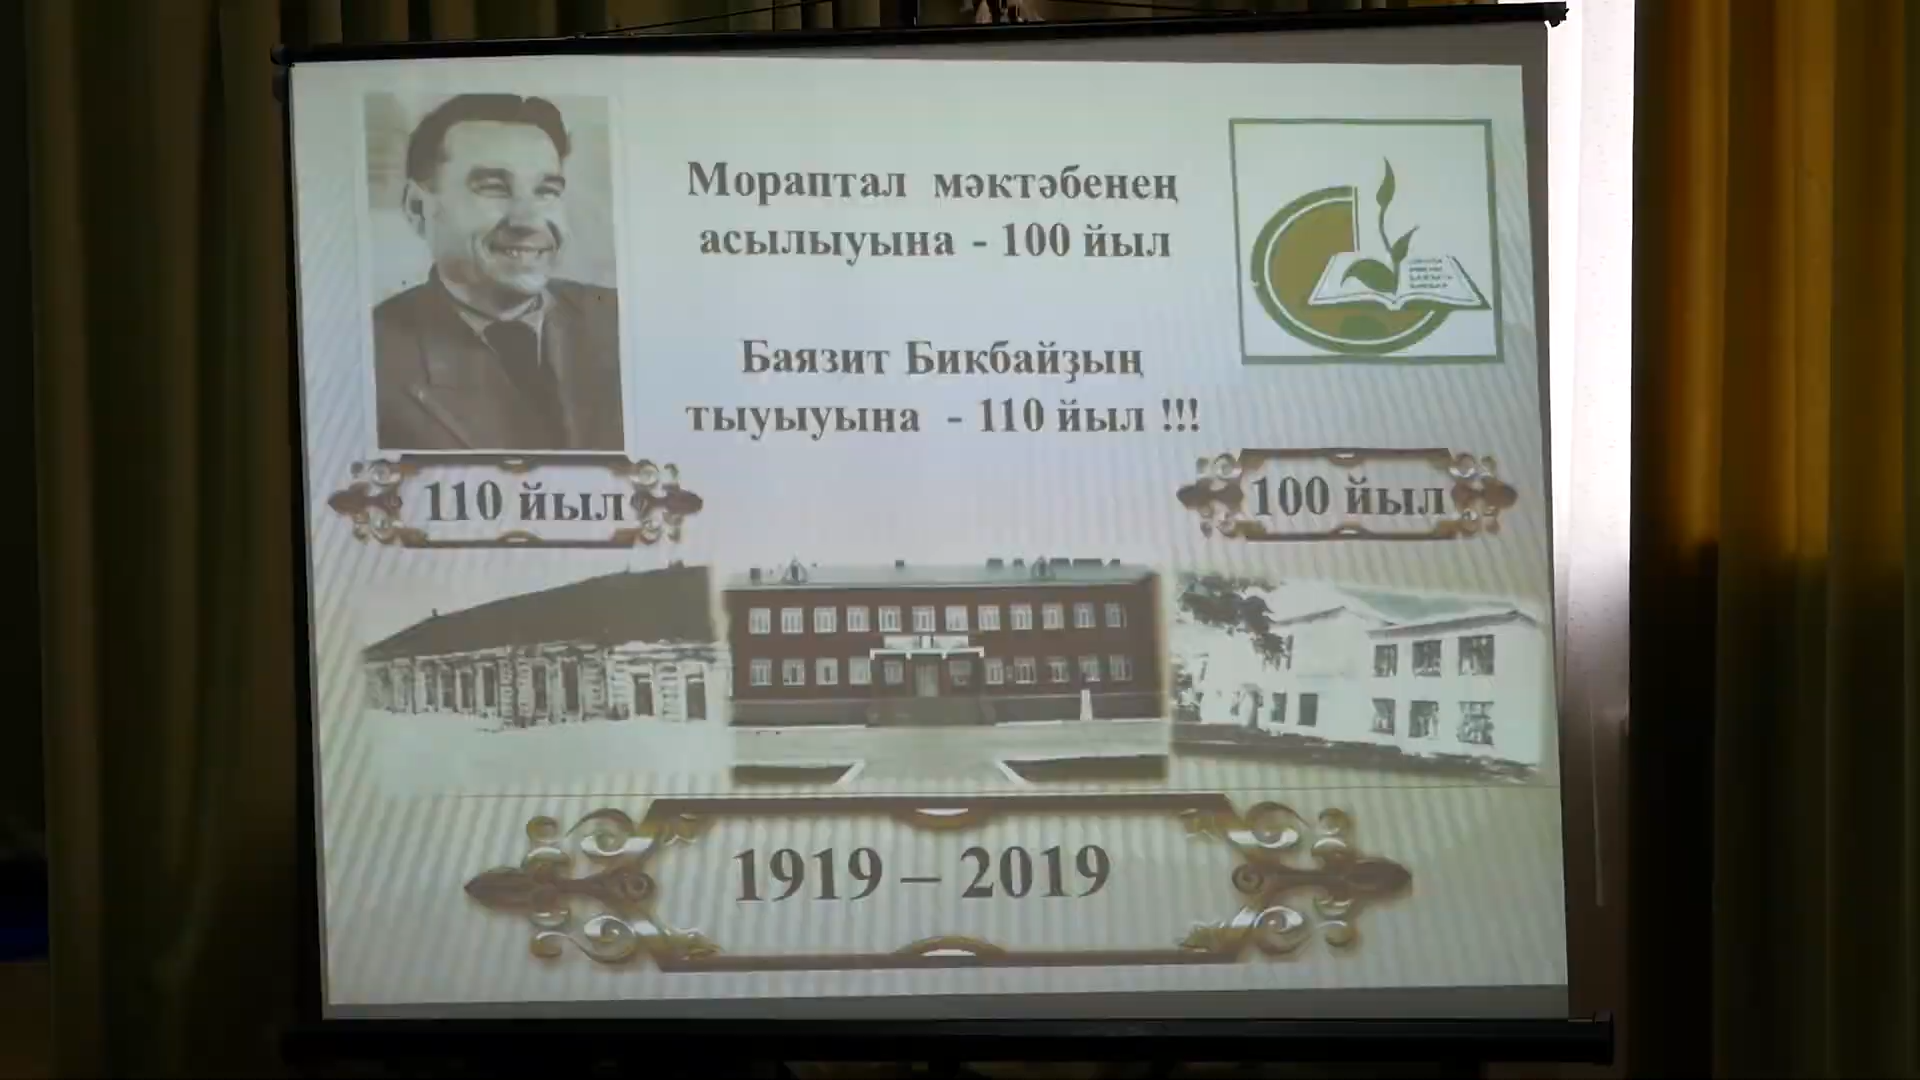 Мораптал мәктәбенең
асылыуына - 100 йыл
Баязит Бикбайҙың
тыуыуына - 110 йыл !!!
110 йыл
100 йыл
1919 – 2019